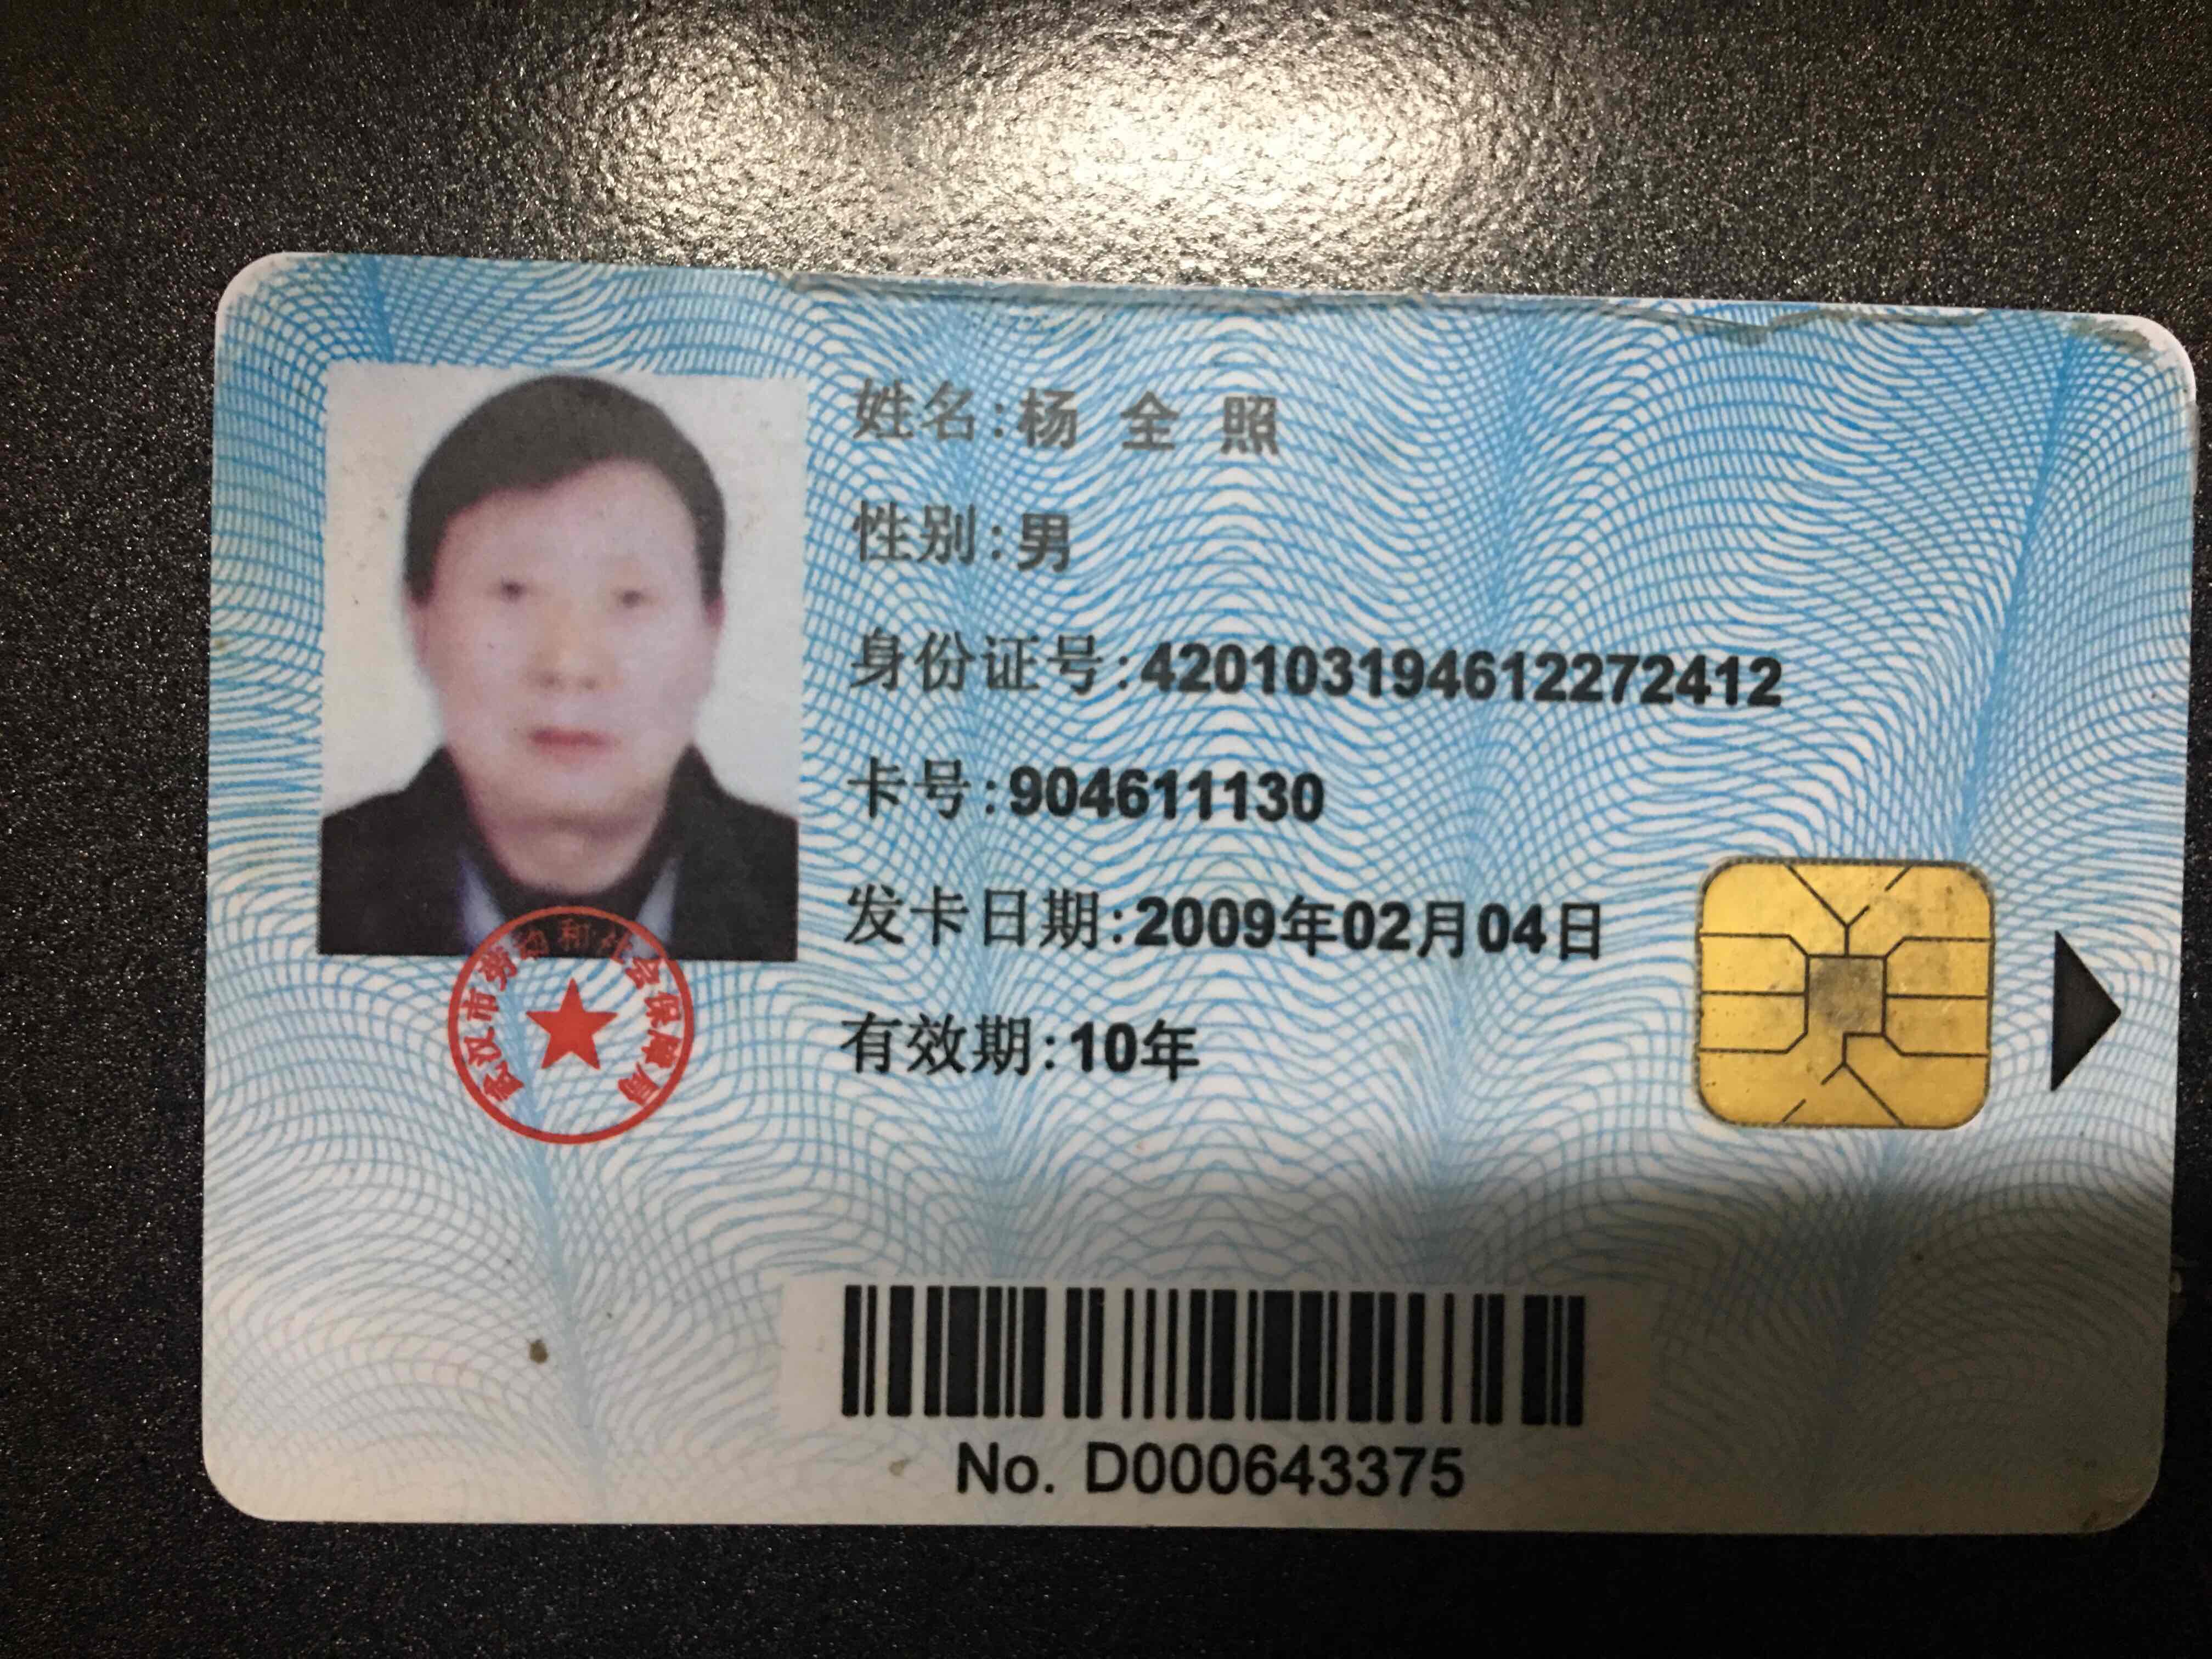 姓名:杨全照
性别:男
身份证号:420103194612272412
卡号:904611130
发卡日期:2009年02月04日
有效期:10年
武汉市劳动和社会保障局
No. D000643375